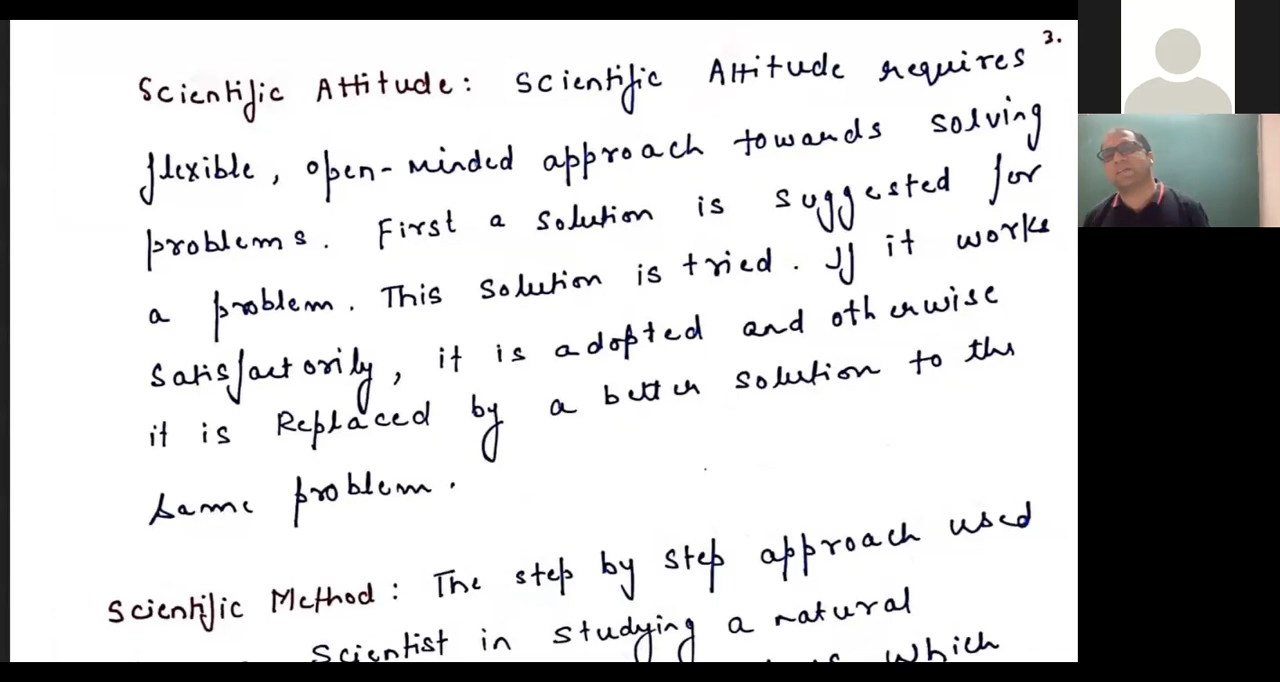 3.
Scientific Attitude: Scientific Attitude requires
flexible, open-minded approach towards solving
problems. First a solution is suggested for
a problem. This solution is tried. If it works
satisfactorily, it is adopted and otherwise
it is Replaced by a better solution to the
same problem.
Scientific Method: The step by step approach used
Scientist in studying a natural
which